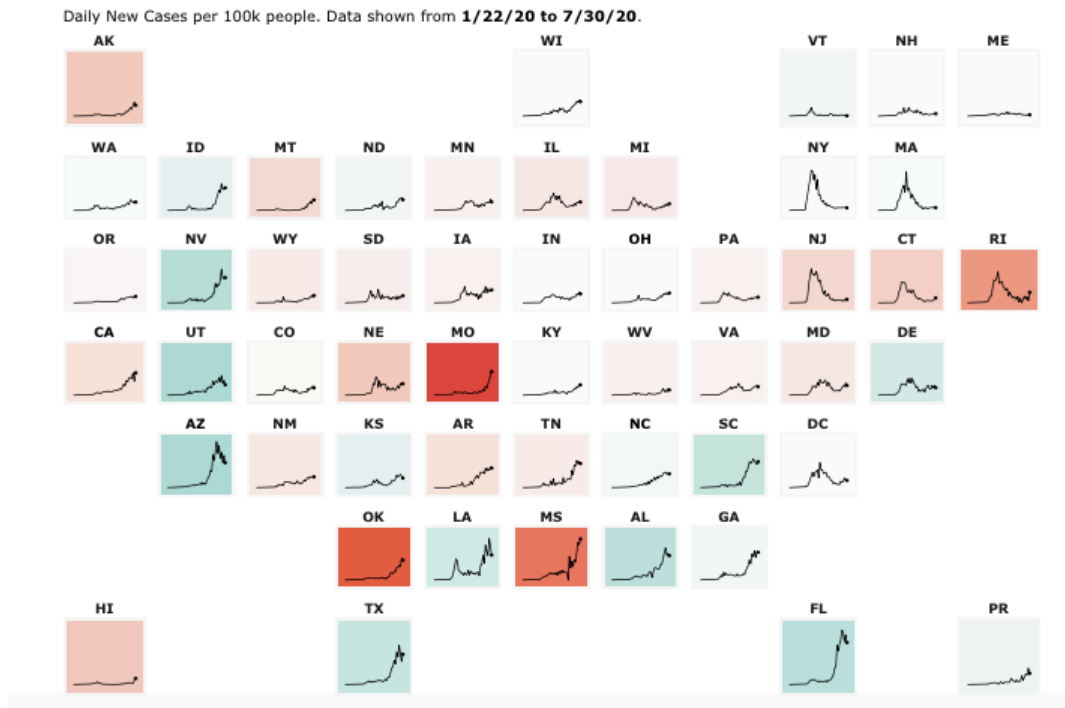 Daily New Cases per 100k people. Data shown from 1/22/20 to 7/30/20.
AK WI VT NH ME
WA ID MT ND MN IL MI NY MA
OR NV WY SD IA IN OH PA NJ CT RI
CA UT CO NE MO KY WV VA MD DE
AZ NM KS AR TN NC SC DC
OK LA MS AL GA
HI TX FL PR